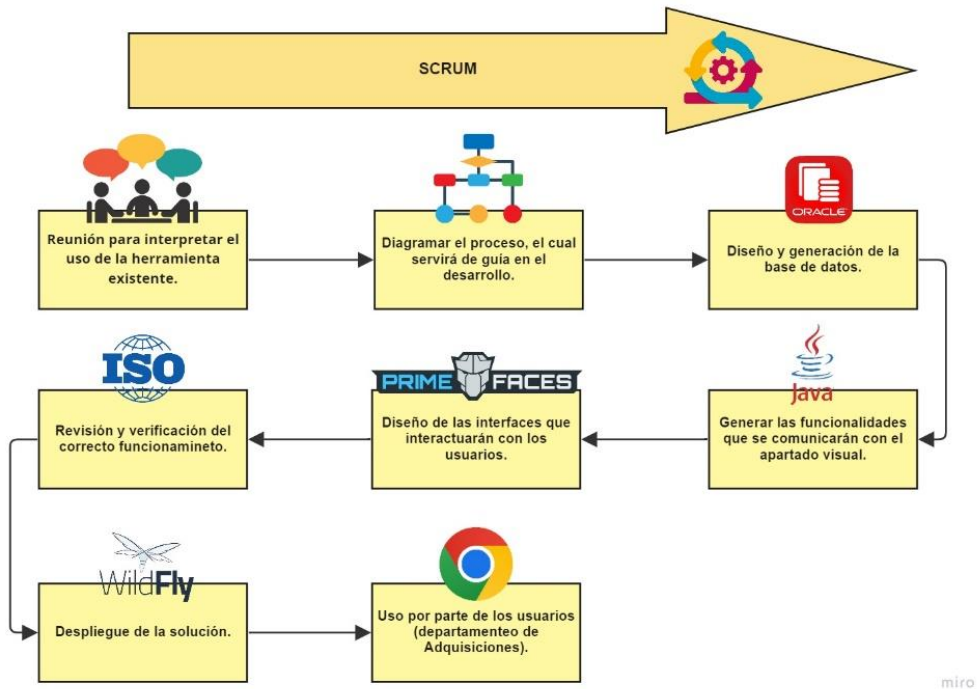 SCRUM
Reunión para interpretar el
uso de la herramienta
existente.
Diagramar el proceso, el cual
servirá de guía en el
desarrollo.
ORACLE
Diseño y generación de la
base de datos.
ISO
Revisión y verificación del
correcto funcionamineto.
PRIME FACES
Diseño de las interfaces que
interactuarán con los
usuarios.
Java
Generar las funcionalidades
que se comunicarán con el
apartado visual.
WildFly
Despliegue de la solución.
Uso por parte de los usuarios
(departamenteo de
Adquisiciones).
miro